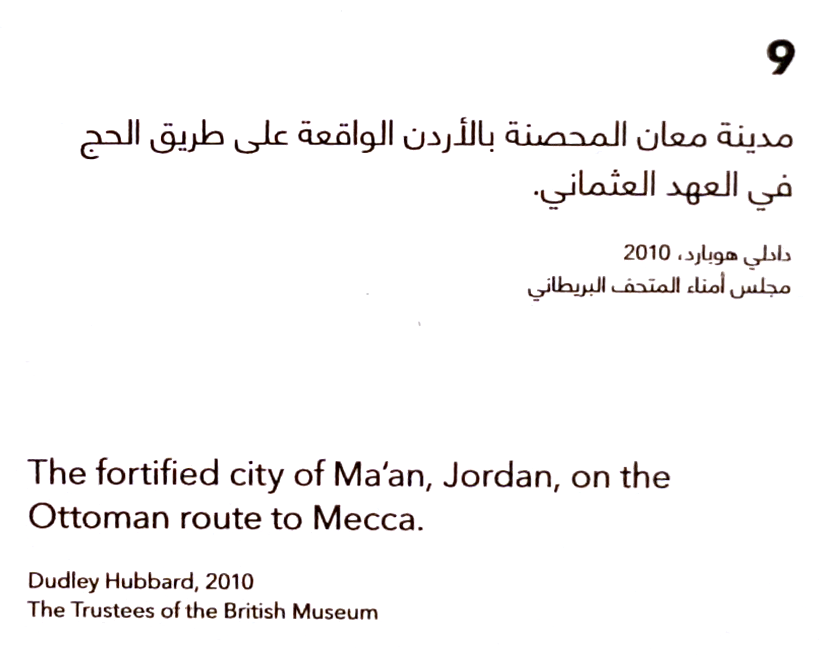 9
مدينة معان المحصنة بالأردن الواقعة على طريق الحج
في العهد العثماني.
دادلي هوبارد، 2010
مجلس أمناء المتحف البريطاني
The fortified city of Ma‘an, Jordan, on the
Ottoman route to Mecca.
Dudley Hubbard, 2010
The Trustees of the British Museum